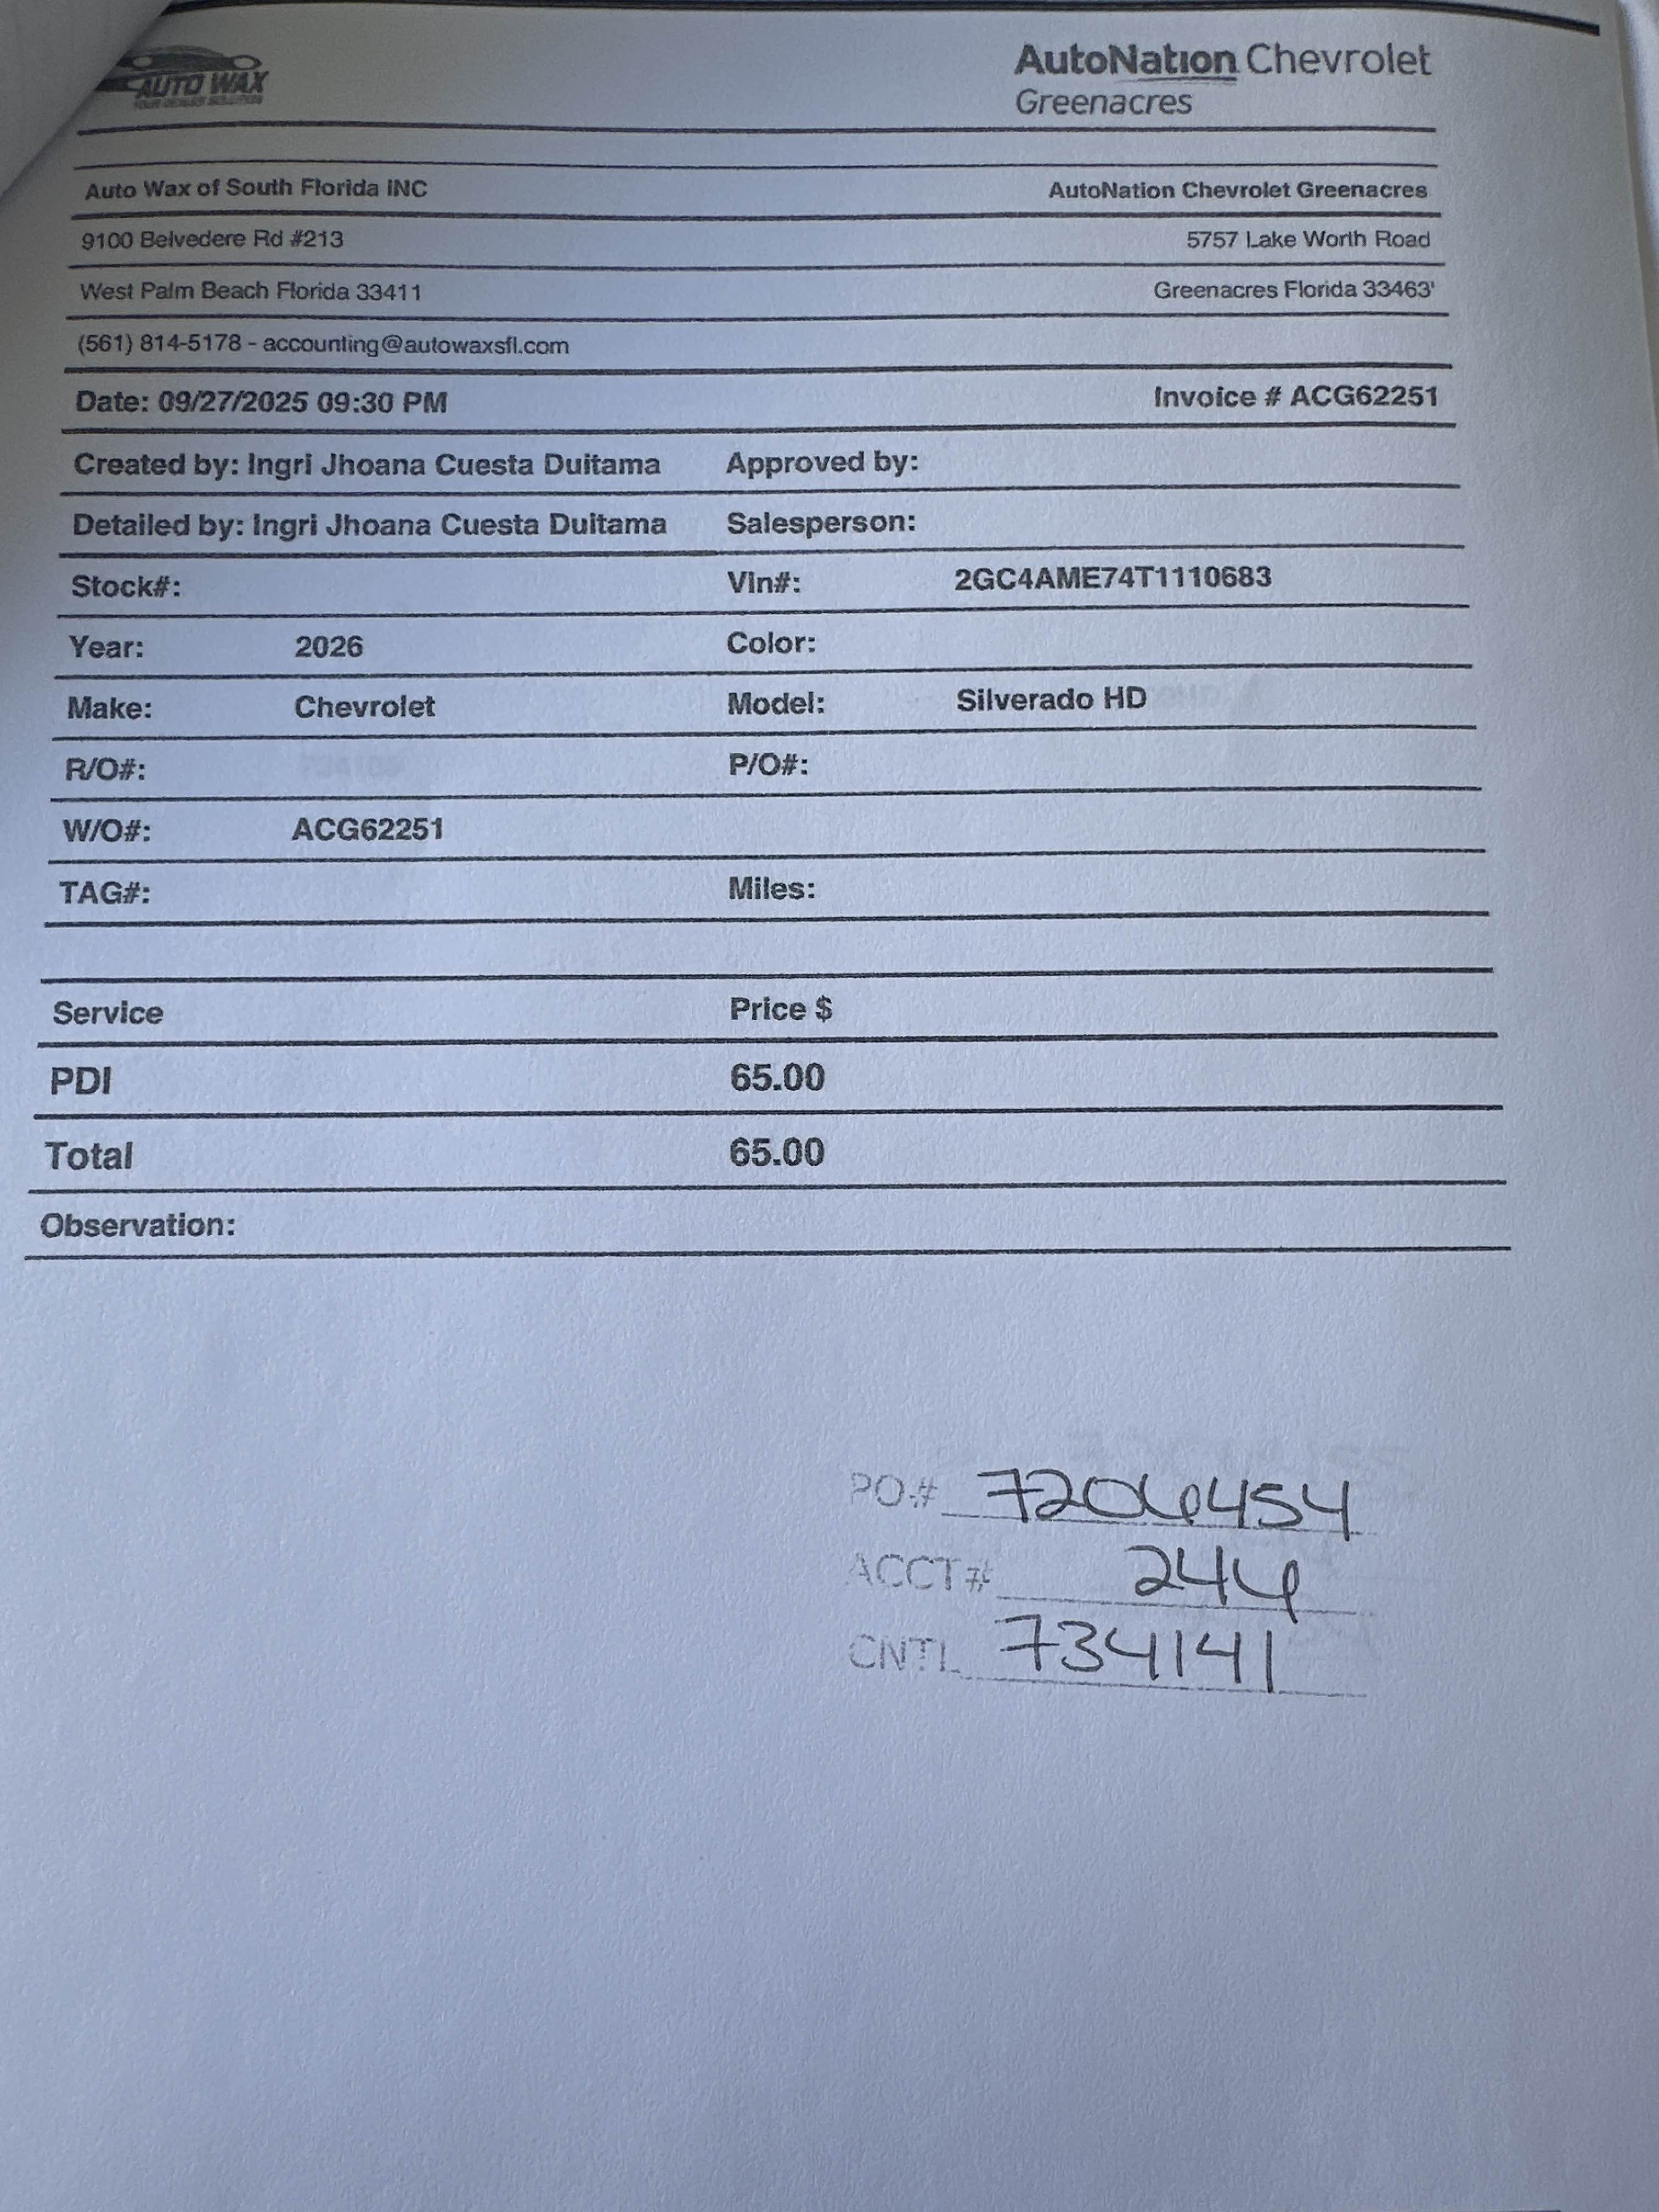 AUTO WAX
YOUR DEALER SOLUTION
AutoNation Chevrolet
Greenacres
Auto Wax of South Florida INC AutoNation Chevrolet Greenacres
9100 Belvedere Rd #213 5757 Lake Worth Road
West Palm Beach Florida 33411 Greenacres Florida 33463'
(561) 814-5178 - accounting@autowaxsfl.com
Date: 09/27/2025 09:30 PM Invoice # ACG62251
Created by: Ingri Jhoana Cuesta Duitama Approved by:
Detailed by: Ingri Jhoana Cuesta Duitama Salesperson:
Stock#: Vin#: 2GC4AME74T1110683
Year: 2026 Color:
Make: Chevrolet Model: Silverado HD
R/O#: P/O#:
W/O#: ACG62251
TAG#: Miles:
Service Price $
PDI 65.00
Total 65.00
Observation:
PO# 7206454
ACCT# 246
CNTL 734141